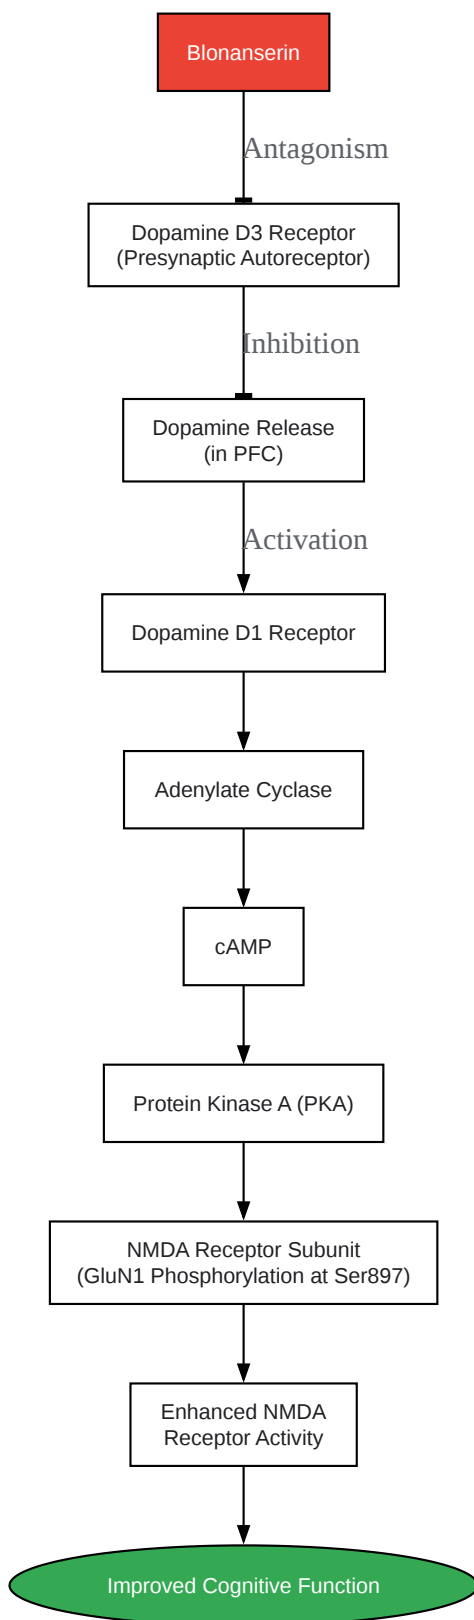 Blonanserin
Antagonism
Dopamine D3 Receptor
(Presynaptic Autoreceptor)
Inhibition
Dopamine Release
(in PFC)
Activation
Dopamine D1 Receptor
Adenylate Cyclase
cAMP
Protein Kinase A (PKA)
NMDA Receptor Subunit
(GluN1 Phosphorylation at Ser897)
Enhanced NMDA
Receptor Activity
Improved Cognitive Function